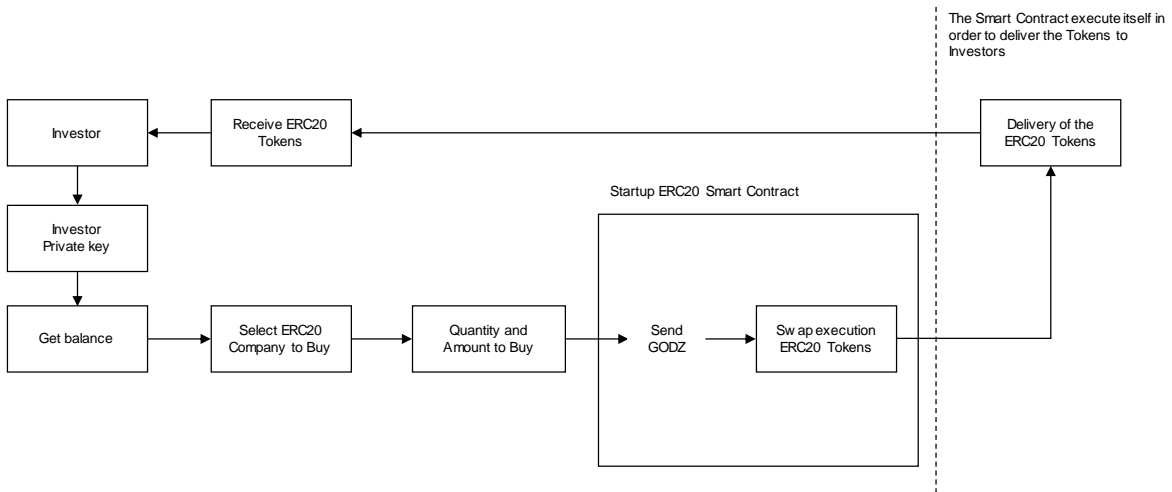 The Smart Contract execute itself in
order to deliver the Tokens to
Investors
Investor
Receive ERC20
Tokens
Delivery of the
ERC20 Tokens
Startup ERC20 Smart Contract
Investor
Private key
Get balance
Select ERC20
Company to Buy
Quantity and
Amount to Buy
Send
GODZ
Swap execution
ERC20 Tokens